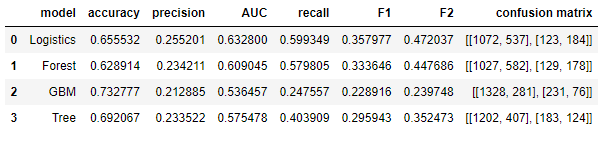 model accuracy precision AUC recall F1 F2 confusion matrix
0 Logistics 0.655532 0.255201 0.632800 0.599349 0.357977 0.472037 [[1072, 537], [123, 184]]
1 Forest 0.628914 0.234211 0.609045 0.579805 0.333646 0.447686 [[1027, 582], [129, 178]]
2 GBM 0.732777 0.212885 0.536457 0.247557 0.228916 0.239748 [[1328, 281], [231, 76]]
3 Tree 0.692067 0.233522 0.575478 0.403909 0.295943 0.352473 [[1202, 407], [183, 124]]